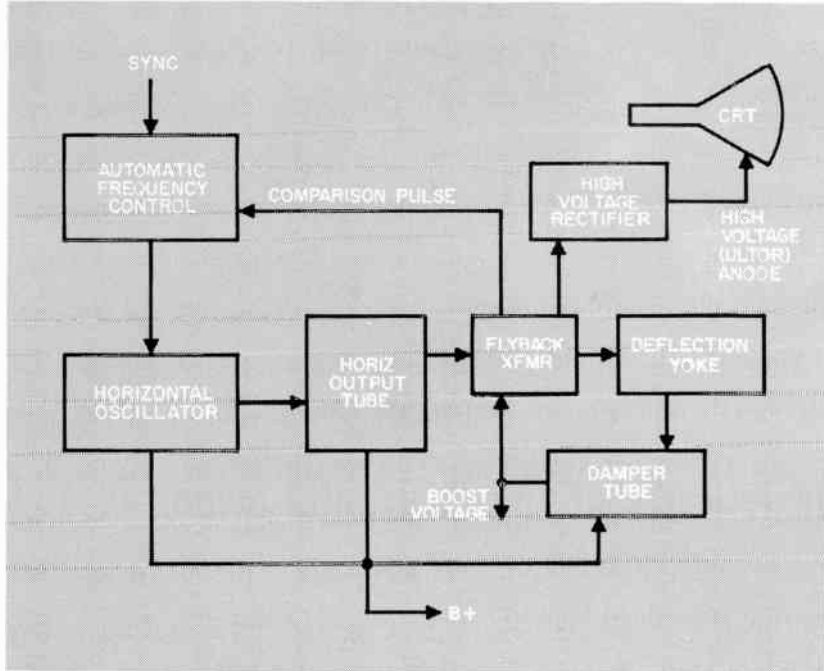 SYNC
AUTOMATIC
FREQUENCY
CONTROL
COMPARISON PULSE
HIGH
VOLTAGE
RECTIFIER
CRT
HIGH
VOLTAGE
(ULTOR)
ANODE
HORIZONTAL
OSCILLATOR
HORIZ
OUTPUT
TUBE
FLYBACK
XFMR
DEFLECTION
YOKE
BOOST
VOLTAGE
DAMPER
TUBE
B+